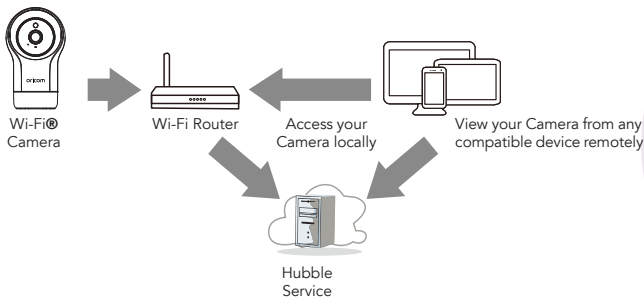 oricom
Wi-Fi®
Camera
Wi-Fi Router
Access your
Camera locally
View your Camera from any
compatible device remotely
Hubble
Service